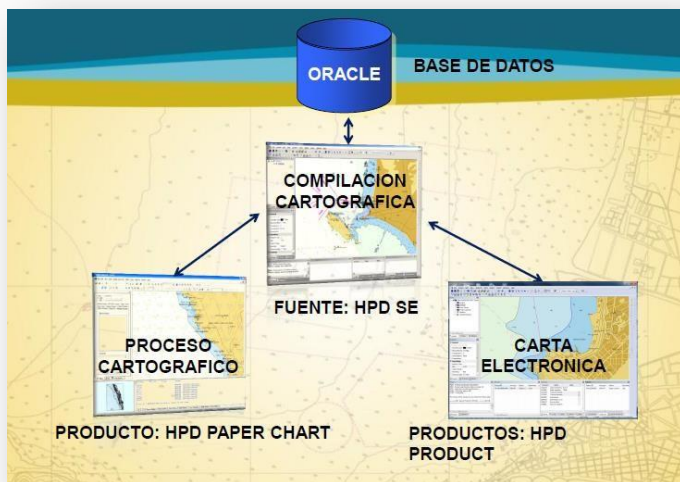 ORACLE
BASE DE DATOS
COMPILACION
CARTOGRAFICA
FUENTE: HPD SE
PROCESO
CARTOGRAFICO
CARTA
ELECTRONICA
PRODUCTO: HPD PAPER CHART
PRODUCTOS: HPD
PRODUCT